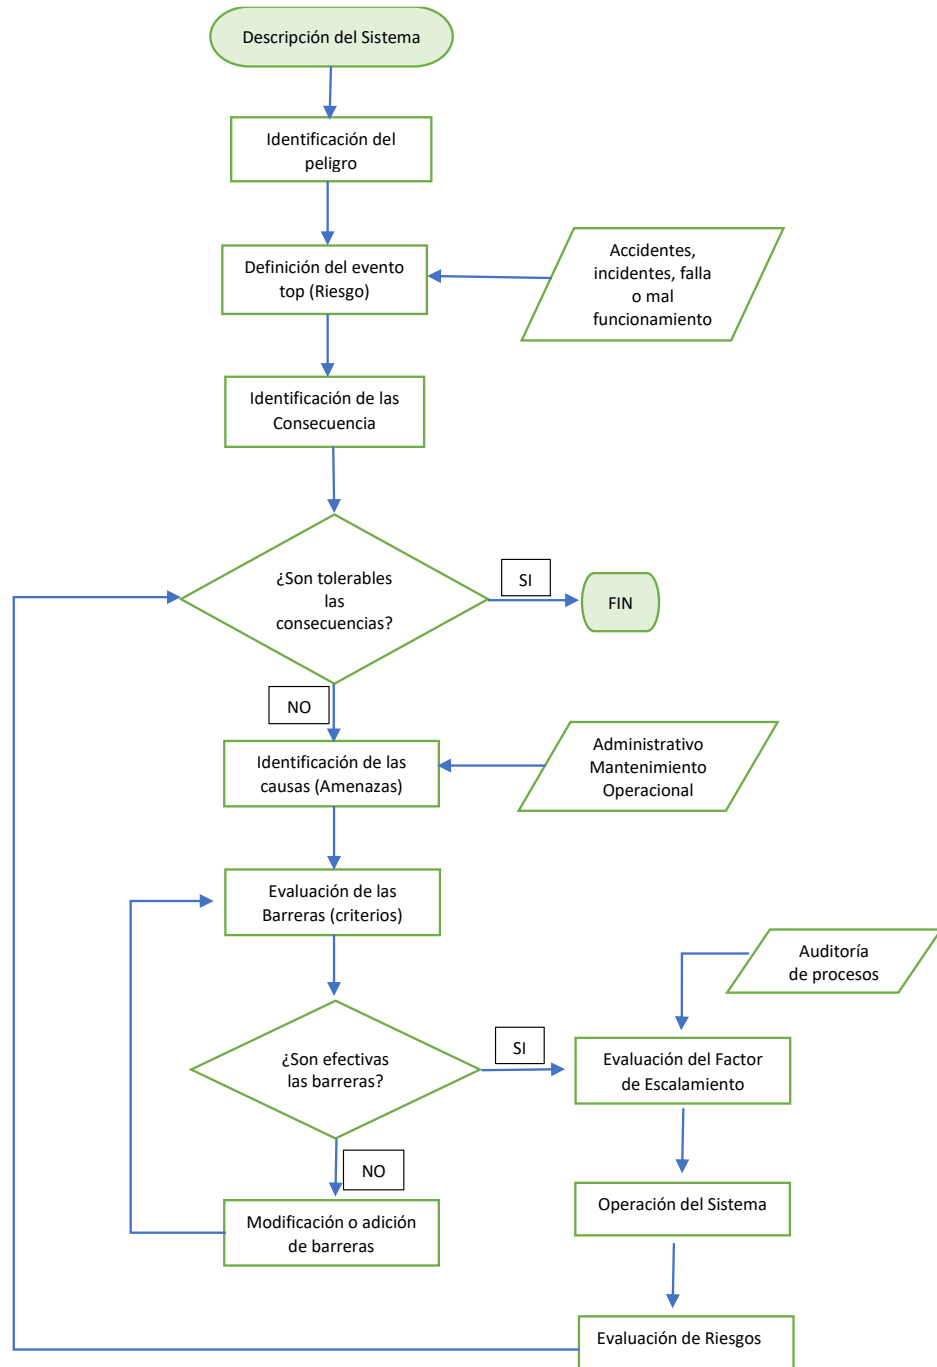 Descripción del Sistema
Identificación del
peligro
Definición del evento
top (Riesgo)
Accidentes,
incidentes, falla
o mal
funcionamiento
Identificación de las
Consecuencia
¿Son tolerables
las
consecuencias?
SI
FIN
NO
Identificación de las
causas (Amenazas)
Administrativo
Mantenimiento
Operacional
Evaluación de las
Barreras (criterios)
Auditoría
de procesos
¿Son efectivas
las barreras?
SI
Evaluación del Factor
de Escalamiento
NO
Modificación o adición
de barreras
Operación del Sistema
Evaluación de Riesgos